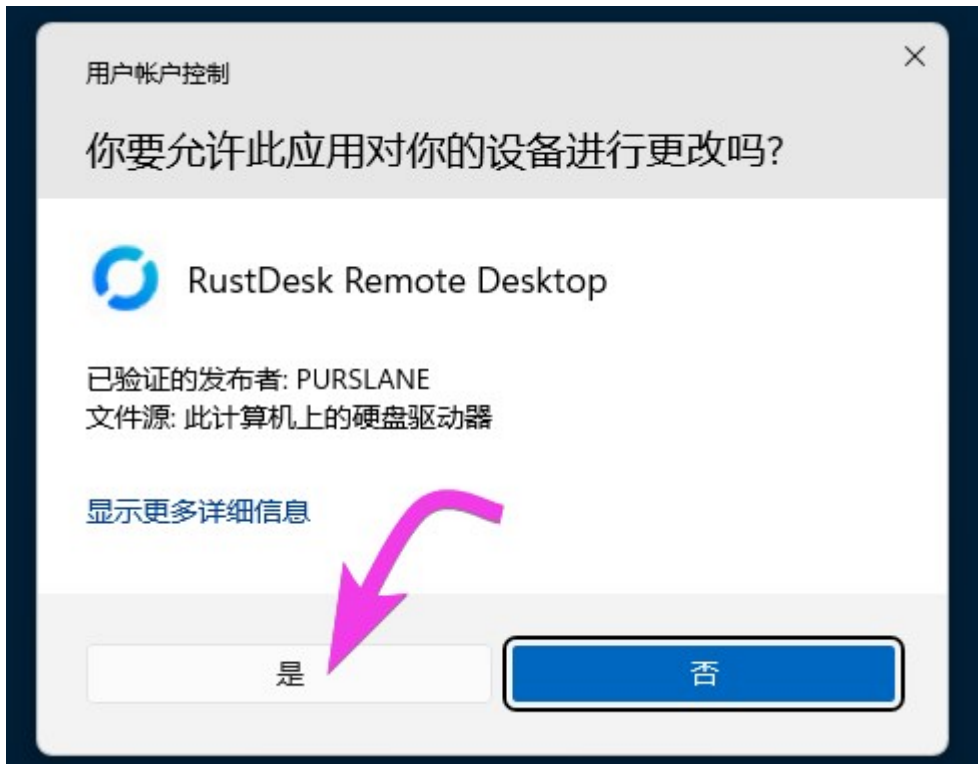 用户帐户控制
你要允许此应用对你的设备进行更改吗?
RustDesk Remote Desktop
已验证的发布者: PURSLANE
文件源: 此计算机上的硬盘驱动器
显示更多详细信息
是
否